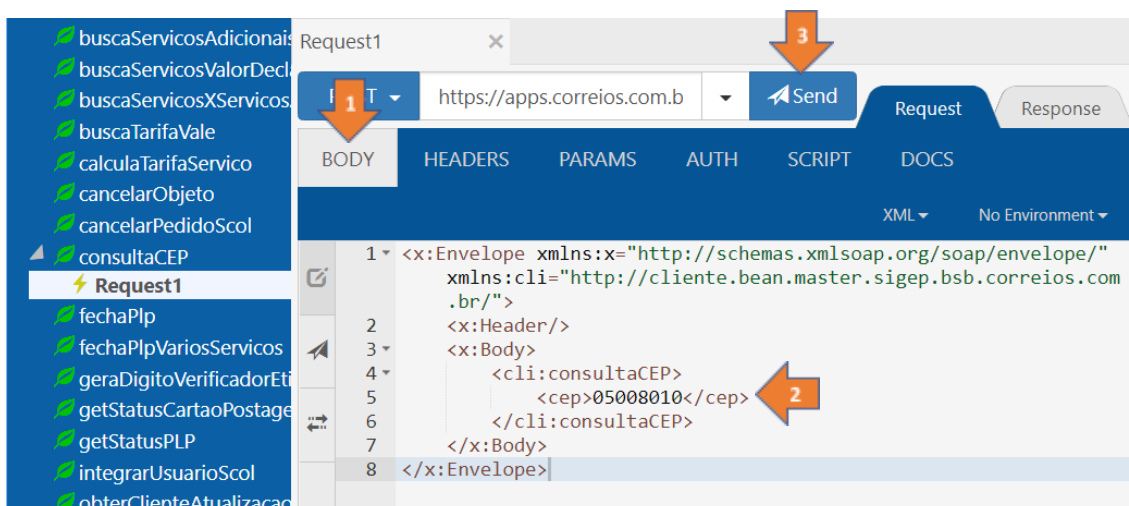 buscaServicosAdicionais
buscaServicosValorDecla
buscaServicosXServicos
buscaTarifaVale
calculaTarifaServico
cancelarObjeto
cancelarPedidoScol
consultaCEP
Request1
fechaPlp
fechaPlpVariosServicos
geraDigitoVerificadorEti
getStatusCartaoPostage
getStatusPLP
integrarUsuarioScol
obterClienteAtualizacao
Request1
3
1
https://apps.correios.com.b
Send
Request
Response
BODY HEADERS PARAMS AUTH SCRIPT DOCS
XML No Environment
1 <x:Envelope xmlns:x="http://schemas.xmlsoap.org/soap/envelope/"
xmlns:cli="http://cliente.bean.master.sigep.bsb.correios.com
.br/">
2 <x:Header/>
3 <x:Body>
4 <cli:consultaCEP>
5 <cep>05008010</cep> 2
6 </cli:consultaCEP>
7 </x:Body>
8 </x:Envelope>